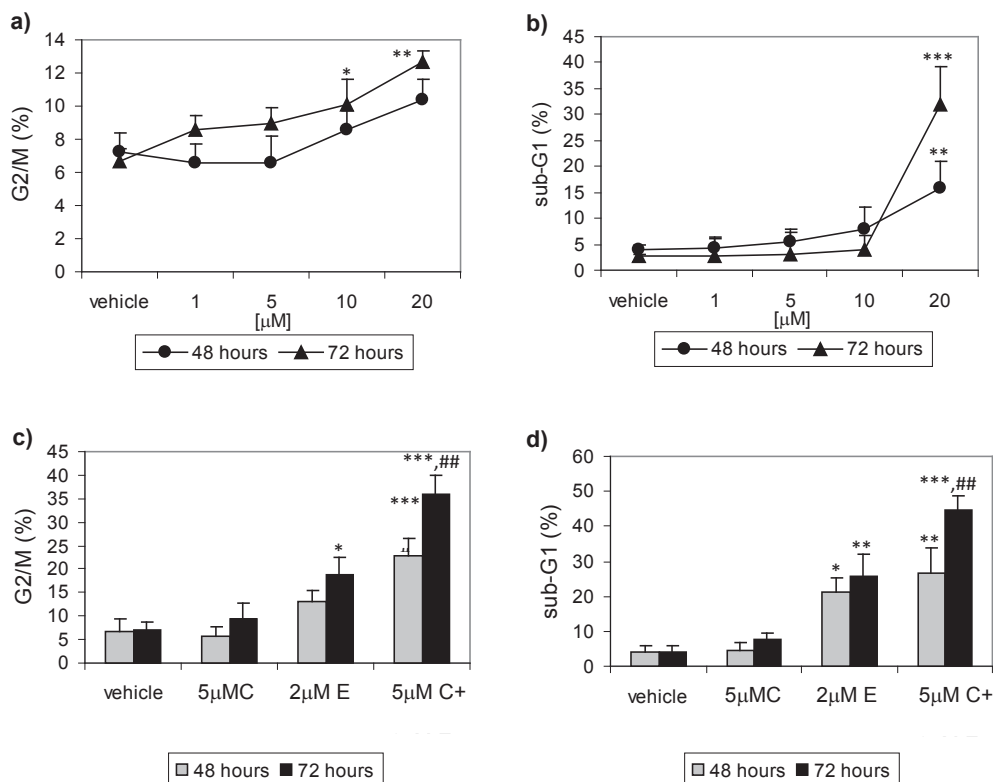 a)
G2/M (%)
14
12
10
8
6
4
2
0
*
**
vehicle 1 5 10 20
[μM]
48 hours 72 hours
b)
sub-G1 (%)
45
40
35
30
25
20
15
10
5
0
***
**
vehicle 1 5 10 20
[μM]
48 hours 72 hours
c)
G2/M (%)
45
40
35
30
25
20
15
10
5
0
*
***
***,##
vehicle 5μMC 2μM E 5μM C+
48 hours 72 hours
d)
sub-G1 (%)
60
50
40
30
20
10
0
*
**
**
***,##
vehicle 5μMC 2μM E 5μM C+
48 hours 72 hours